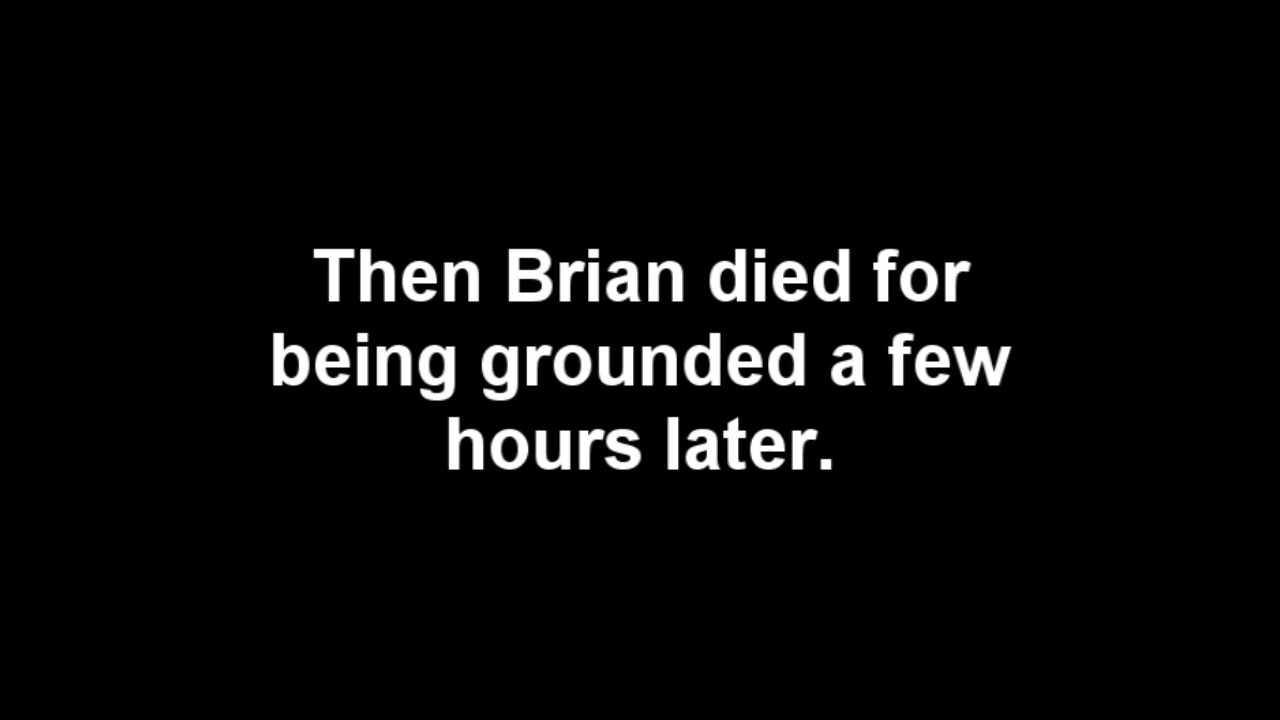 Then Brian died for
being grounded a few
hours later.